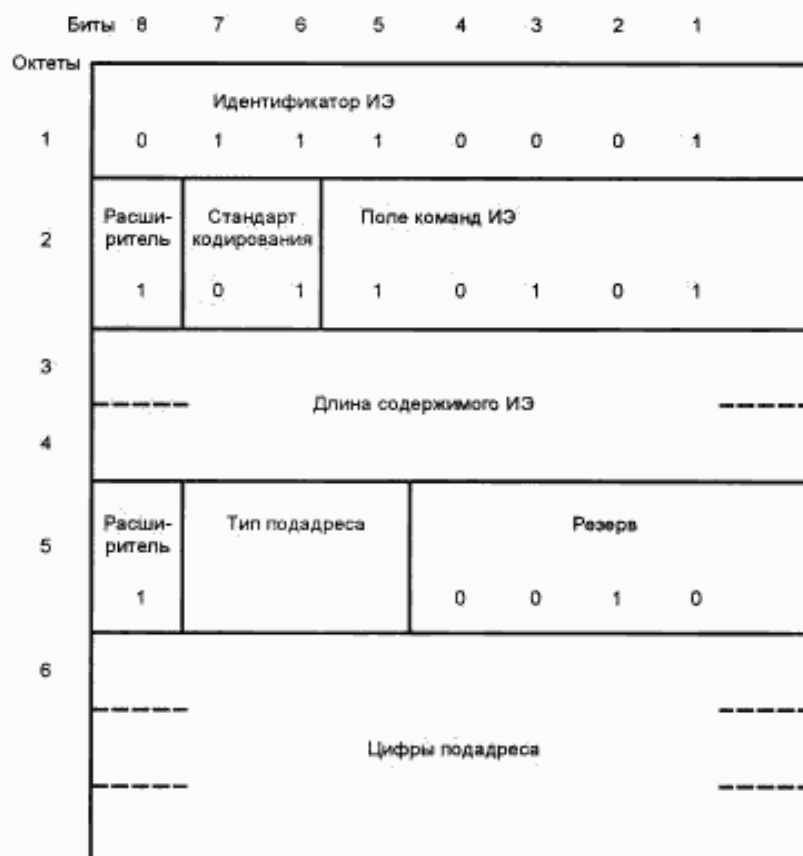 Биты 8 7 6 5 4 3 2 1
Октеты
Идентификатор ИЭ
1 0 1 1 1 0 0 0 1
Расши- Стандарт Поле команд ИЭ
2 ритель кодирования
1 0 1 1 0 1 0 1
3
Длина содержимого ИЭ
4
Расши- Тип подадреса Резерв
5 ритель
1 0 0 1 0
6
Цифры подадреса